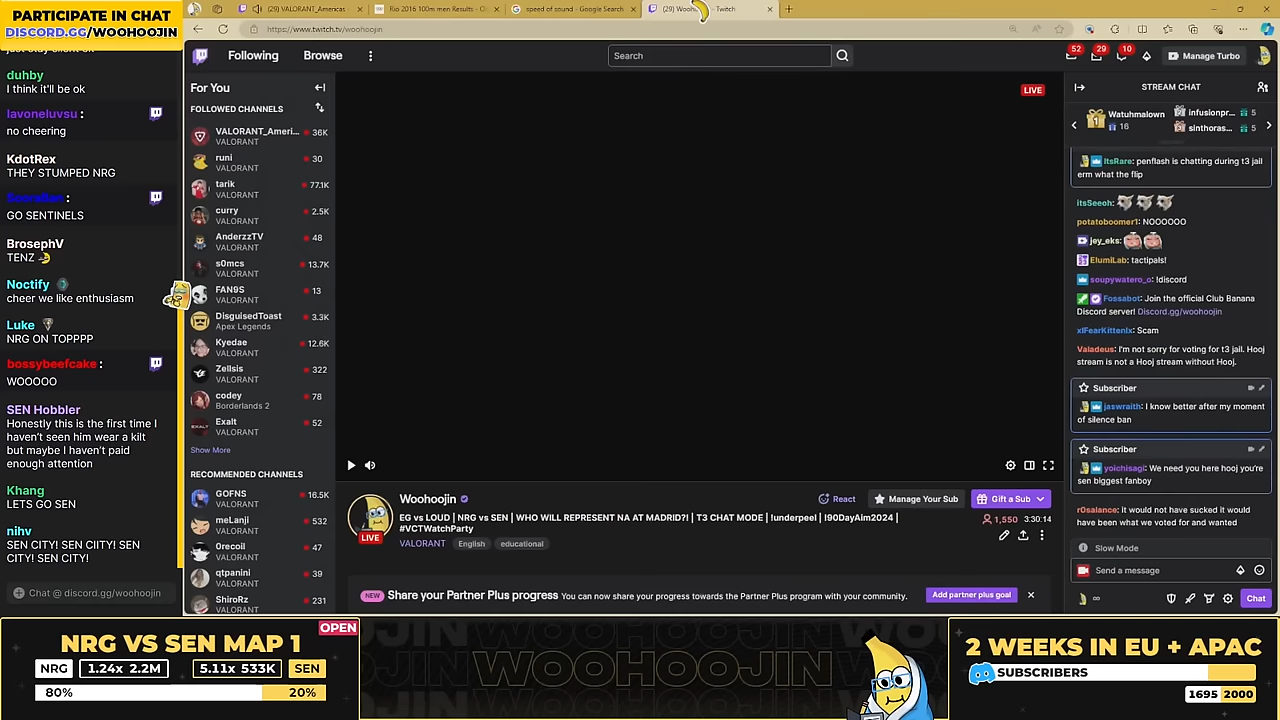 PARTICIPATE IN CHAT
DISCORD.GG/WOOHOOJIN
duhby
I think it'll be ok
lavoneluvsu :
no cheering
KdotRex
THEY STUMPED NRG
GO SENTINELS
BrosephV
TENZ
Noctify
cheer we like enthusiasm
Luke
NRG ON TOPPPP
bossybeefcake :
WOOOOO
SEN Hobbler
Honestly this is the first time I
haven't seen him wear a kilt
but maybe I haven't paid
enough attention
Khang
LETS GO SEN
nihv
SEN CITY! SEN CIITY! SEN
CITY! SEN CITY!
Chat @ discord.gg/woohoojin
(29) VALORANT_Americas
Rio 2016 100m men Results
speed of sound - Google Search
(29) Wooh
- Twitch
https://www.twitch.tv/woohoojin
Following
Browse
Search
52
29
10
Manage Turbo
For You
FOLLOWED CHANNELS
VALORANT_Ameri... 36K
VALORANT
runi 30
VALORANT
tarik 77.1K
VALORANT
curry 2.5K
VALORANT
AnderzzTV 48
VALORANT
s0mcs 13.7K
VALORANT
FAN9S 13
VALORANT
DisguisedToast 3.3K
Apex Legends
Kyedae 12.6K
VALORANT
Zellsis 322
VALORANT
codey 78
Borderlands 2
Exalt 52
VALORANT
Show More
RECOMMENDED CHANNELS
GOFNS 16.5K
VALORANT
meLanji 532
VALORANT
0recoil 47
VALORANT
qtpanini 39
VALORANT
ShiroRz 231
VALORANT
LIVE
LIVE
Woohoojin
React
Manage Your Sub
Gift a Sub
EG vs LOUD | NRG vs SEN | WHO WILL REPRESENT NA AT MADRID?! | T3 CHAT MODE | !underpeel | !90DayAim2024 |
#VCTWatchParty
1,550 3:30:14
VALORANT
English
educational
NEW
Share your Partner Plus progress You can now share your progress towards the Partner Plus program with your community.
Add partner plus goal
STREAM CHAT
1
Watuhmalown
16
infusionpr... 5
sinthoras... 5
ItsRare: penflash is chatting during t3 jail
erm what the flip
itsSeeoh:
potatoboomer1: NOOOOOO
jey_eks:
ElumiLab: tactipals!
soupywatero_o: !discord
Fossabot: Join the official Club Banana
Discord server! Discord.gg/woohoojin
xIFearKittenIx: Scam
Valadeus: I'm not sorry for voting for t3 jail. Hooj
stream is not a Hooj stream without Hooj.
Subscriber
jaswraith: I know better after my moment
of silence ban
Subscriber
yoichisagi: We need you here hooj you're
sen biggest fanboy
r0salance: it would not have sucked it would
have been what we voted for and wanted
Slow Mode
Send a message
Chat
NRG VS SEN MAP 1
OPEN
NRG
1.24x 2.2M
5.11x 533K
SEN
80%
20%
WOOHOOJIN
2 WEEKS IN EU + APAC
SUBSCRIBERS
1695 2000